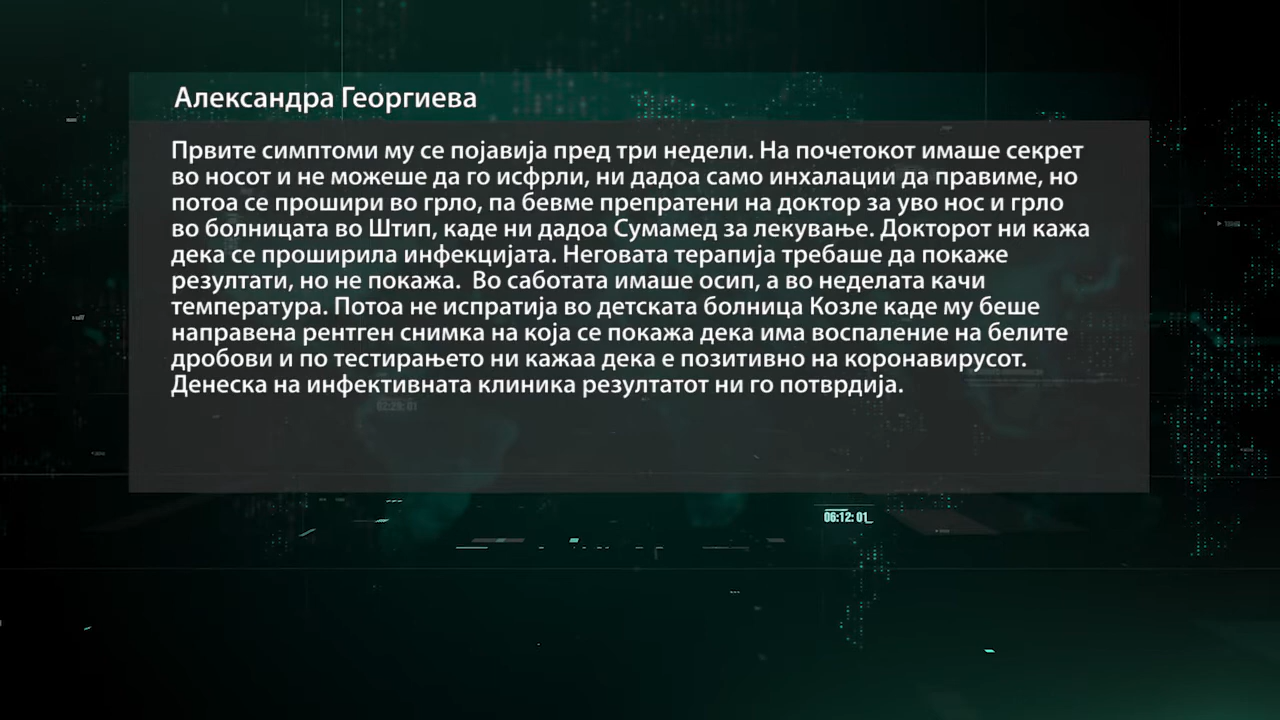 Александра Георгиева
Првите симптоми му се појавија пред три недели. На почетокот имаше секрет
во носот и не можеше да го исфрли, ни дадоа само инхалации да правиме, но
потоа се прошири во грло, па бевме препратени на доктор за уво нос и грло
во болницата во Штип, каде ни дадоа Сумамед за лекување. Докторот ни кажа
дека се проширила инфекцијата. Неговата терапија требаше да покаже
резултати, но не покажа.  Во саботата имаше осип, а во неделата качи
температура. Потоа не испратија во детската болница Козле каде му беше
направена рентген снимка на која се покажа дека има воспаление на белите
дробови и по тестирањето ни кажаа дека е позитивно на коронавирусот.
Денеска на инфективната клиника резултатот ни го потврдија.
02:29: 01
06:12: 01_